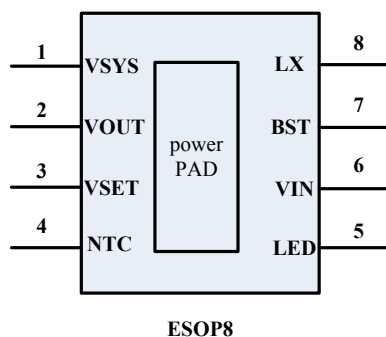 1 VSYS LX 8
2 VOUT BST 7
power
PAD
3 VSET VIN 6
4 NTC LED 5
ESOP8